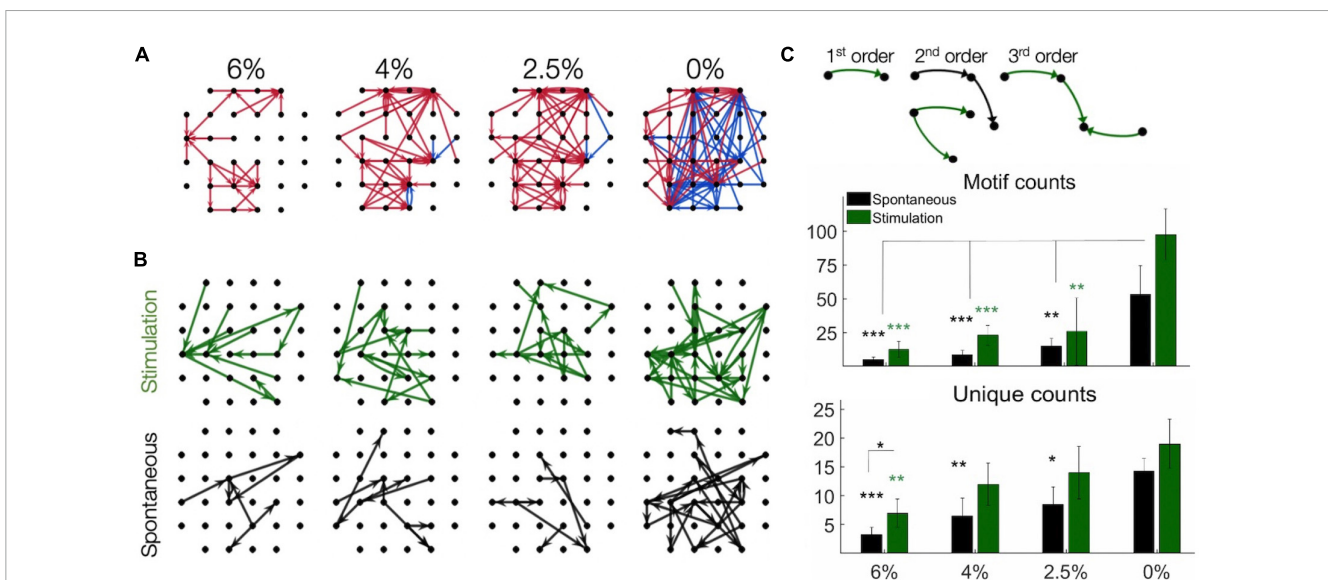 A
6% 4% 2.5% 0%
B
Stimulation
Spontaneous
C
1st order 2nd order 3rd order
Motif counts
Spontaneous
Stimulation
100
75
50
25
*** *** *** *** ** **
Unique counts
25
20
15
10
5
*
*** ** ** *
6% 4% 2.5% 0%